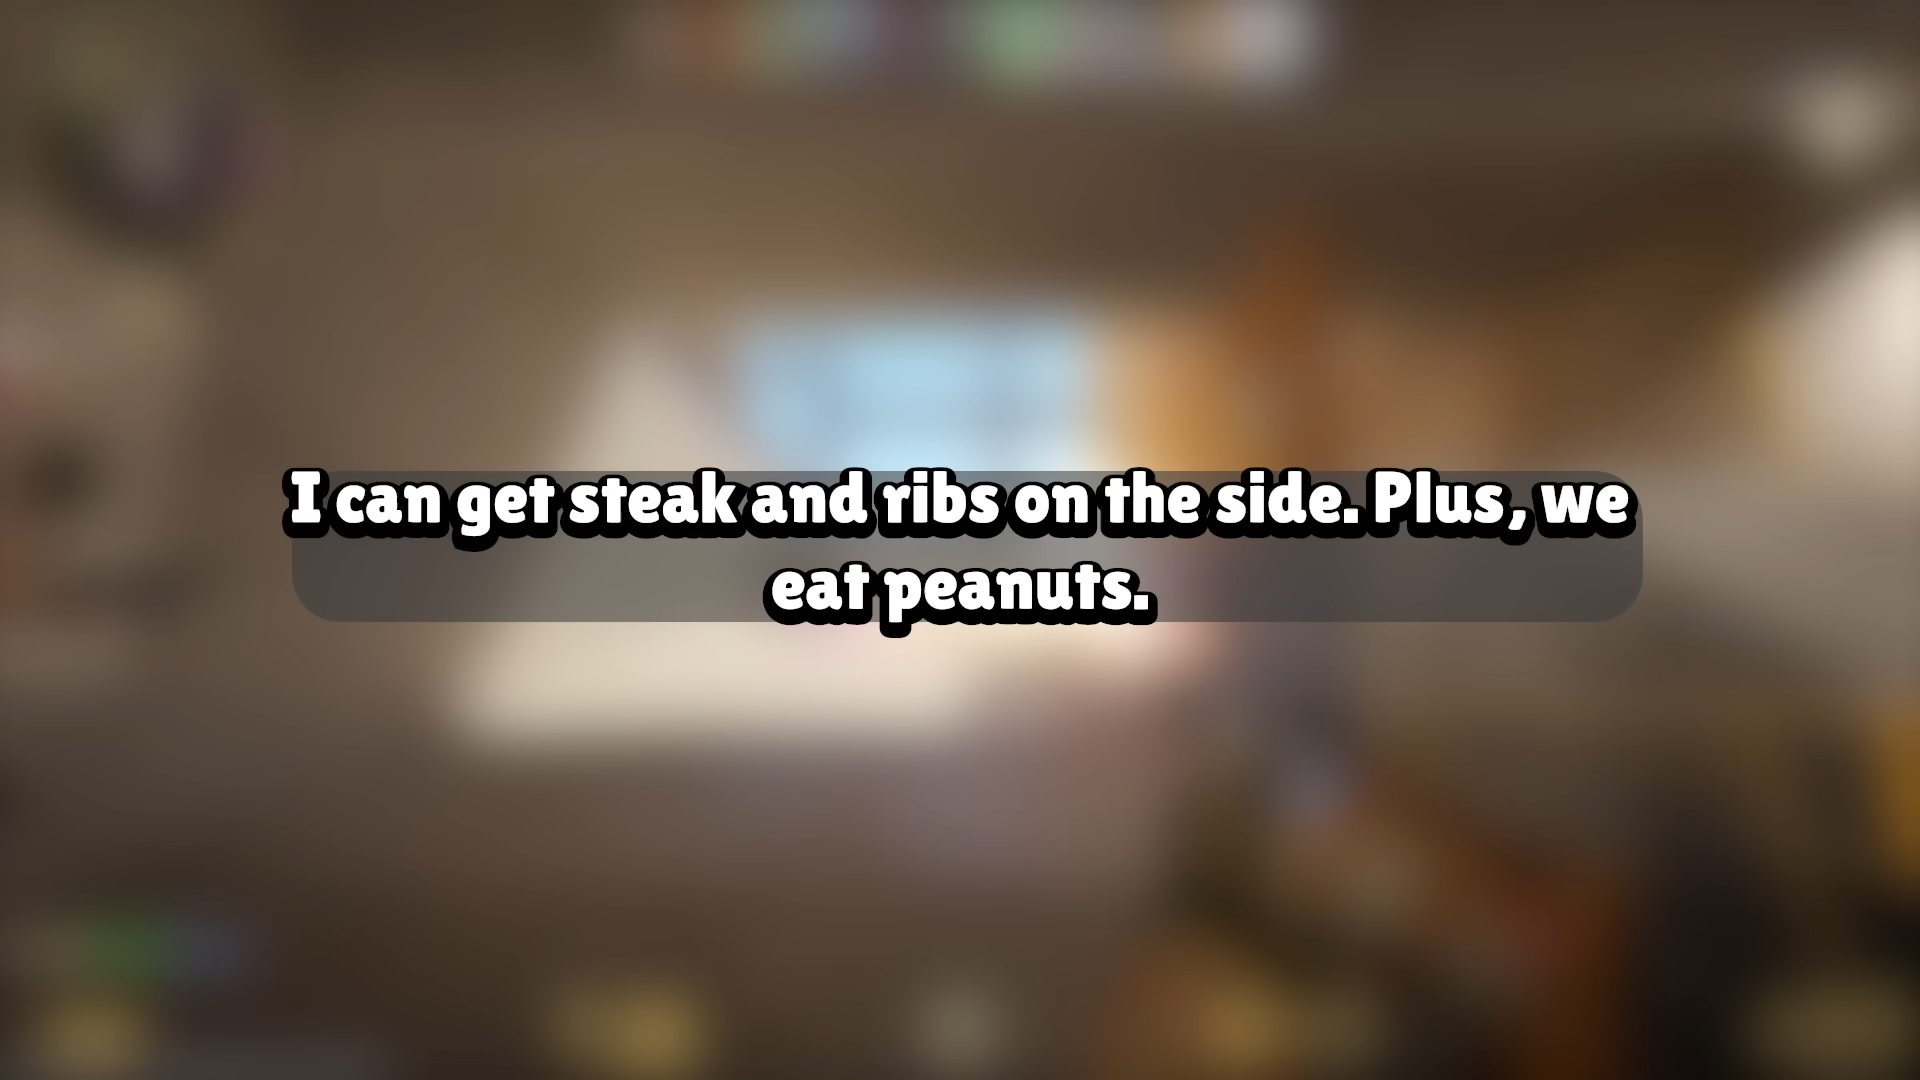 I can get steak and ribs on the side. Plus, we
eat peanuts.